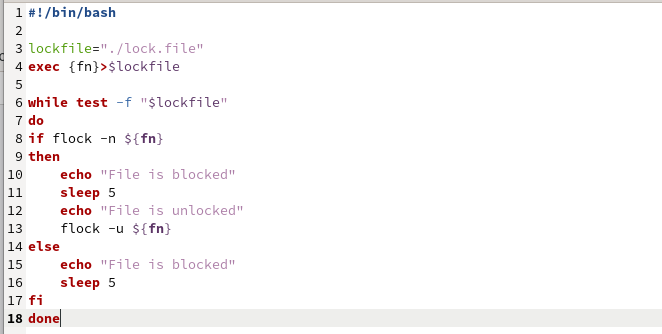 1 #!/bin/bash
2
3 lockfile="./lock.file"
4 exec {fn}>$lockfile
5
6 while test -f "$lockfile"
7 do
8 if flock -n ${fn}
9 then
10     echo "File is blocked"
11     sleep 5
12     echo "File is unlocked"
13     flock -u ${fn}
14 else
15     echo "File is blocked"
16     sleep 5
17 fi
18 done